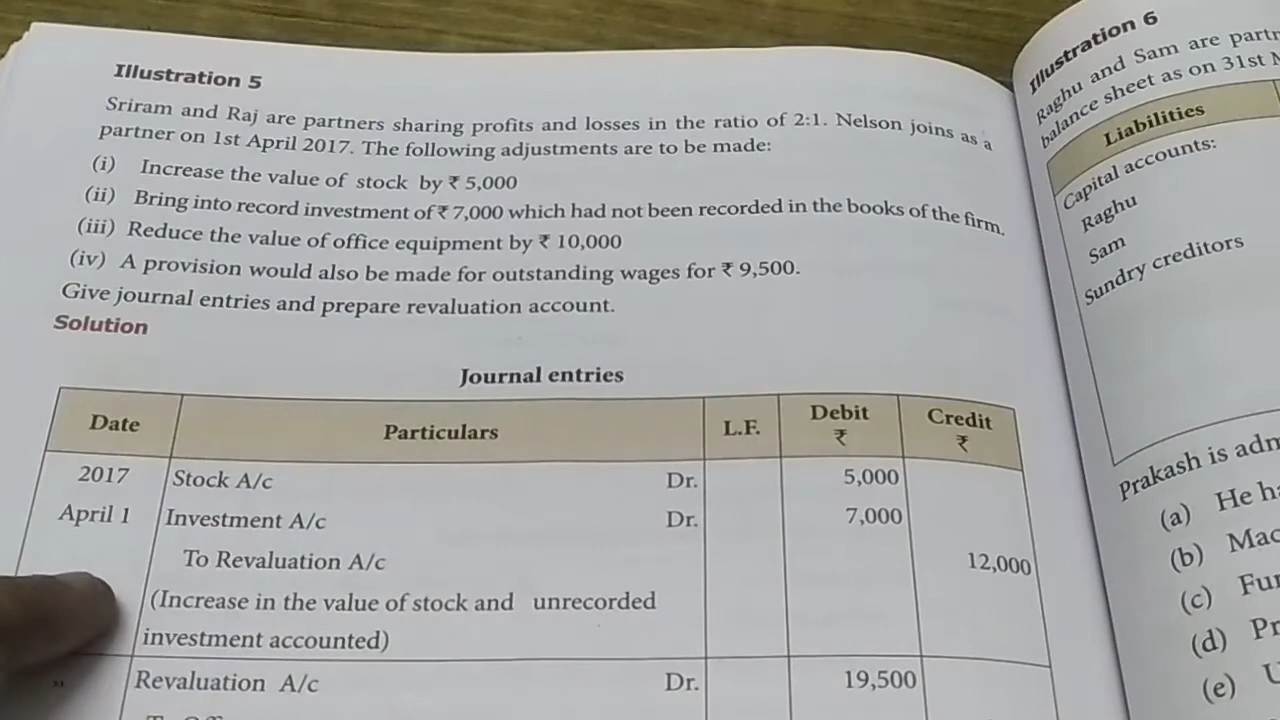 Illustration 5
Sriram and Raj are partners sharing profits and losses in the ratio of 2:1. Nelson joins as a
partner on 1st April 2017. The following adjustments are to be made:
(i) Increase the value of stock by ₹ 5,000
(ii) Bring into record investment of ₹ 7,000 which had not been recorded in the books of the firm.
(iii) Reduce the value of office equipment by ₹ 10,000
(iv) A provision would also be made for outstanding wages for ₹ 9,500.
Give journal entries and prepare revaluation account.
Solution
Journal entries
Date Particulars L.F. Debit ₹ Credit ₹
2017 Stock A/c Dr. 5,000
April 1 Investment A/c Dr. 7,000
To Revaluation A/c 12,000
(Increase in the value of stock and unrecorded
investment accounted)
,, Revaluation A/c Dr. 19,500
Illustration 6
Raghu and Sam are
balance sheet as on 31st
Liabilities
Capital accounts:
Raghu
Sam
Sundry creditors
Prakash is
(a) He
(b)
(c)
(d)
(e)